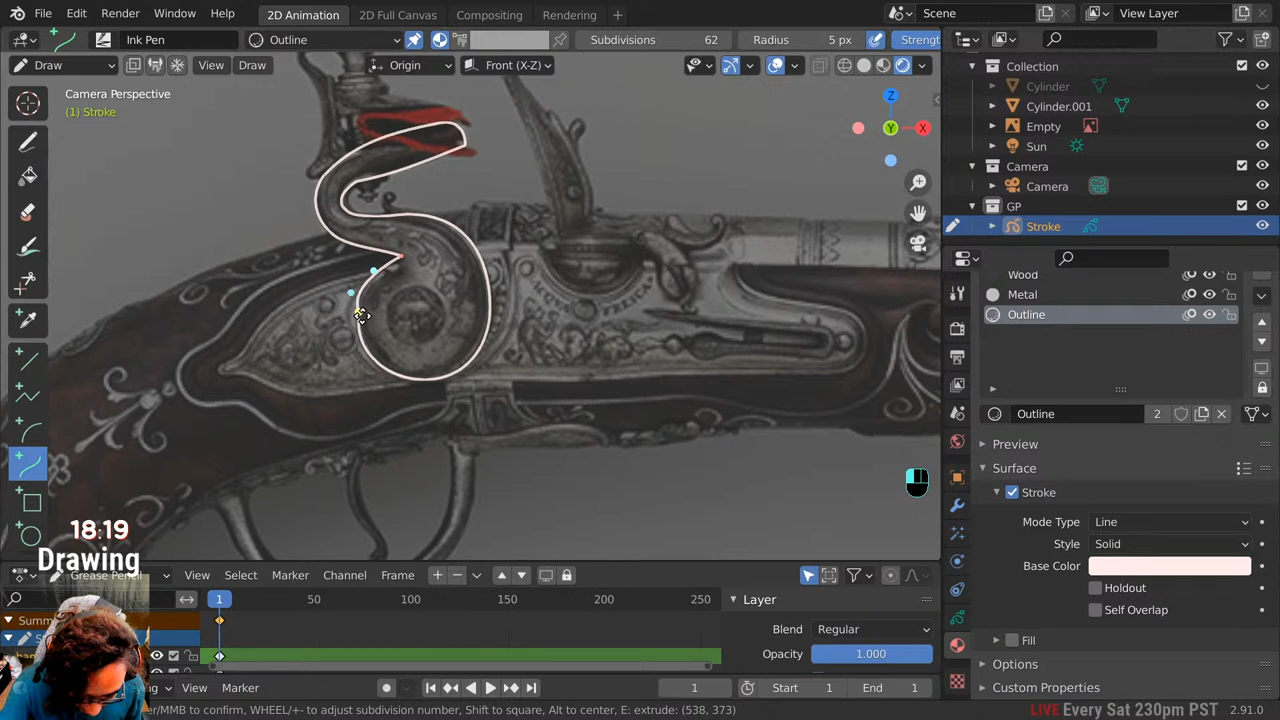 File Edit Render Window Help 2D Animation 2D Full Canvas Compositing Rendering + Scene View Layer
Ink Pen Outline Subdivisions 62 Radius 5 px Strengt
Draw View Draw Origin Front (X-Z)
Camera Perspective
(1) Stroke
Z
Y X
Collection
Cylinder
Cylinder.001
Empty
Sun
Camera
Camera
GP
Stroke
Wood
Metal
Outline
Outline 2
Preview
Surface
Stroke
Mode Type Line
Style Solid
Base Color
Holdout
Self Overlap
Fill
Options
Custom Properties
18:19
Drawing
Grease Pencil View Select Marker Channel Frame
1 50 100 150 200 250
Summ
Layer
Blend Regular
Opacity 1.000
View Marker 1 Start 1 End 1
/MMB to confirm, WHEEL/+- to adjust subdivision number, Shift to square, Alt to center, E: extrude: (538, 373)
LIVE Every Sat 230pm PST 2.91.0